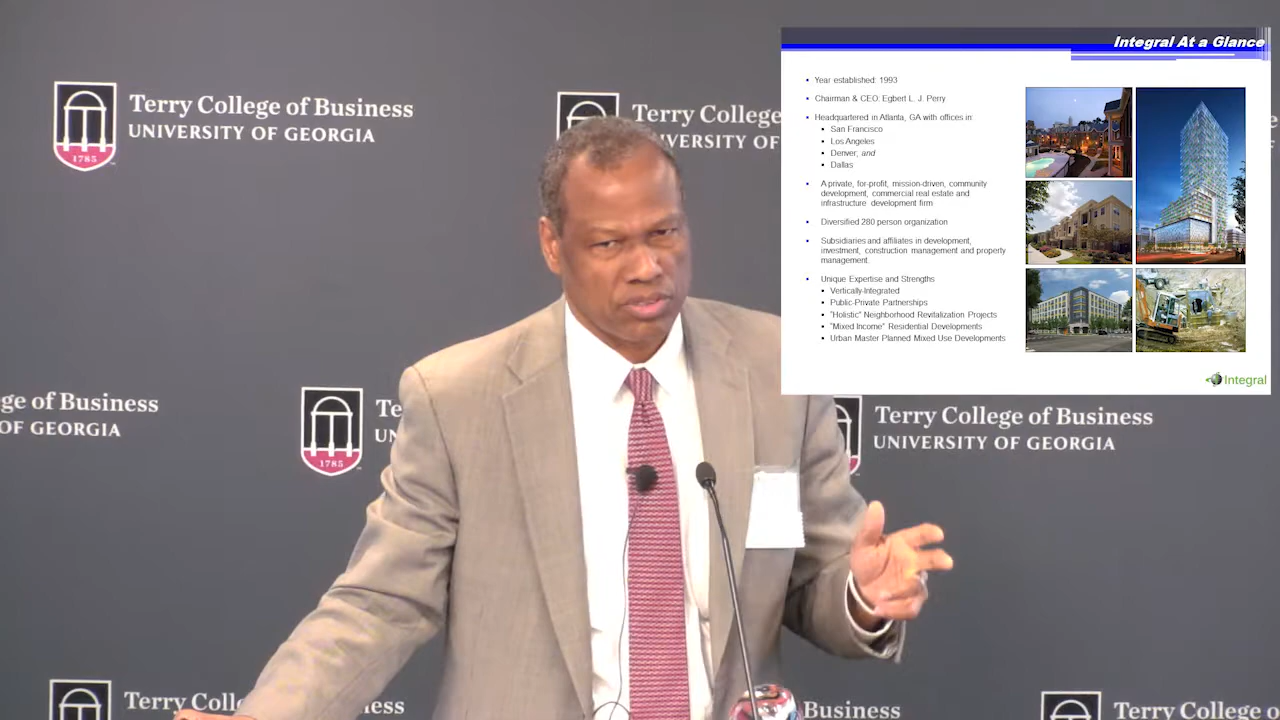 Integral At a Glance
Year established: 1993
Chairman & CEO: Egbert L. J. Perry
Headquartered in Atlanta, GA with offices in:
San Francisco
Los Angeles
Denver; and
Dallas
A private, for-profit, mission-driven, community
development, commercial real estate and
infrastructure development firm
Diversified 280 person organization
Subsidiaries and affiliates in development,
investment, construction management and property
management.
Unique Expertise and Strengths
Vertically-Integrated
Public-Private Partnerships
"Holistic" Neighborhood Revitalization Projects
"Mixed Income" Residential Developments
Urban Master Planned Mixed Use Developments
Integral
Terry College of Business
UNIVERSITY OF GEORGIA
1785
Terry College
VERSITY OF
ge of Business
OF GEORGIA
1785
Te
UN
Terry College of Business
UNIVERSITY OF GEORGIA
Terry Coll
ess
Business
Terry College o